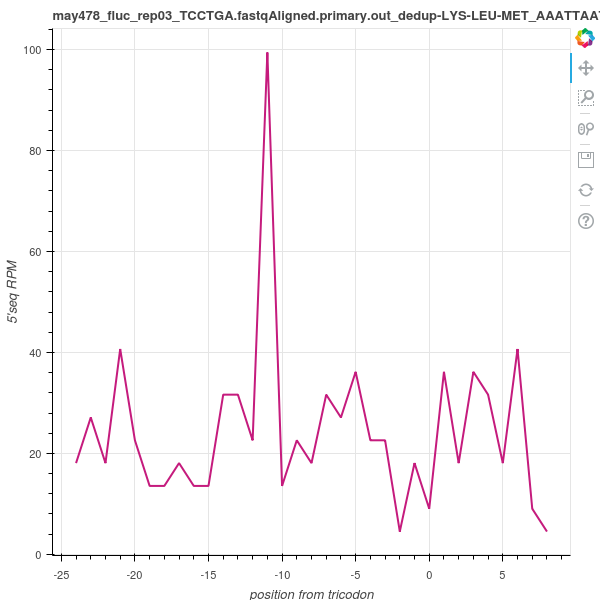 may478_fluc_rep03_TCCTGA.fastqAligned.primary.out_dedup-LYS-LEU-MET_AAATTAAT
100
80
60
40
20
0
5'seq RPM
-25 -20 -15 -10 -5 0 5
position from tricodon